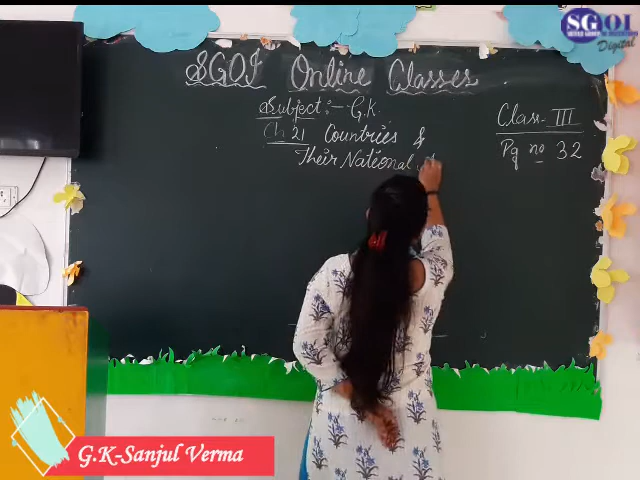 SGOI
Digital
SGOI Online Classes
Subject :- G.K.
Class - III
Ch 21 Countries &
Pg no 32
Their National
G.K-Sanjul Verma